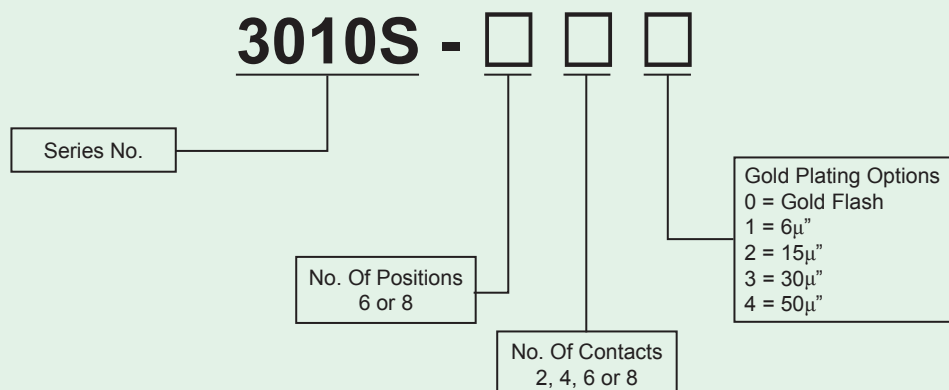 3010S - □ □ □
Series No.
Gold Plating Options
0 = Gold Flash
1 = 6μ”
2 = 15μ”
3 = 30μ”
4 = 50μ”
No. Of Positions
6 or 8
No. Of Contacts
2, 4, 6 or 8